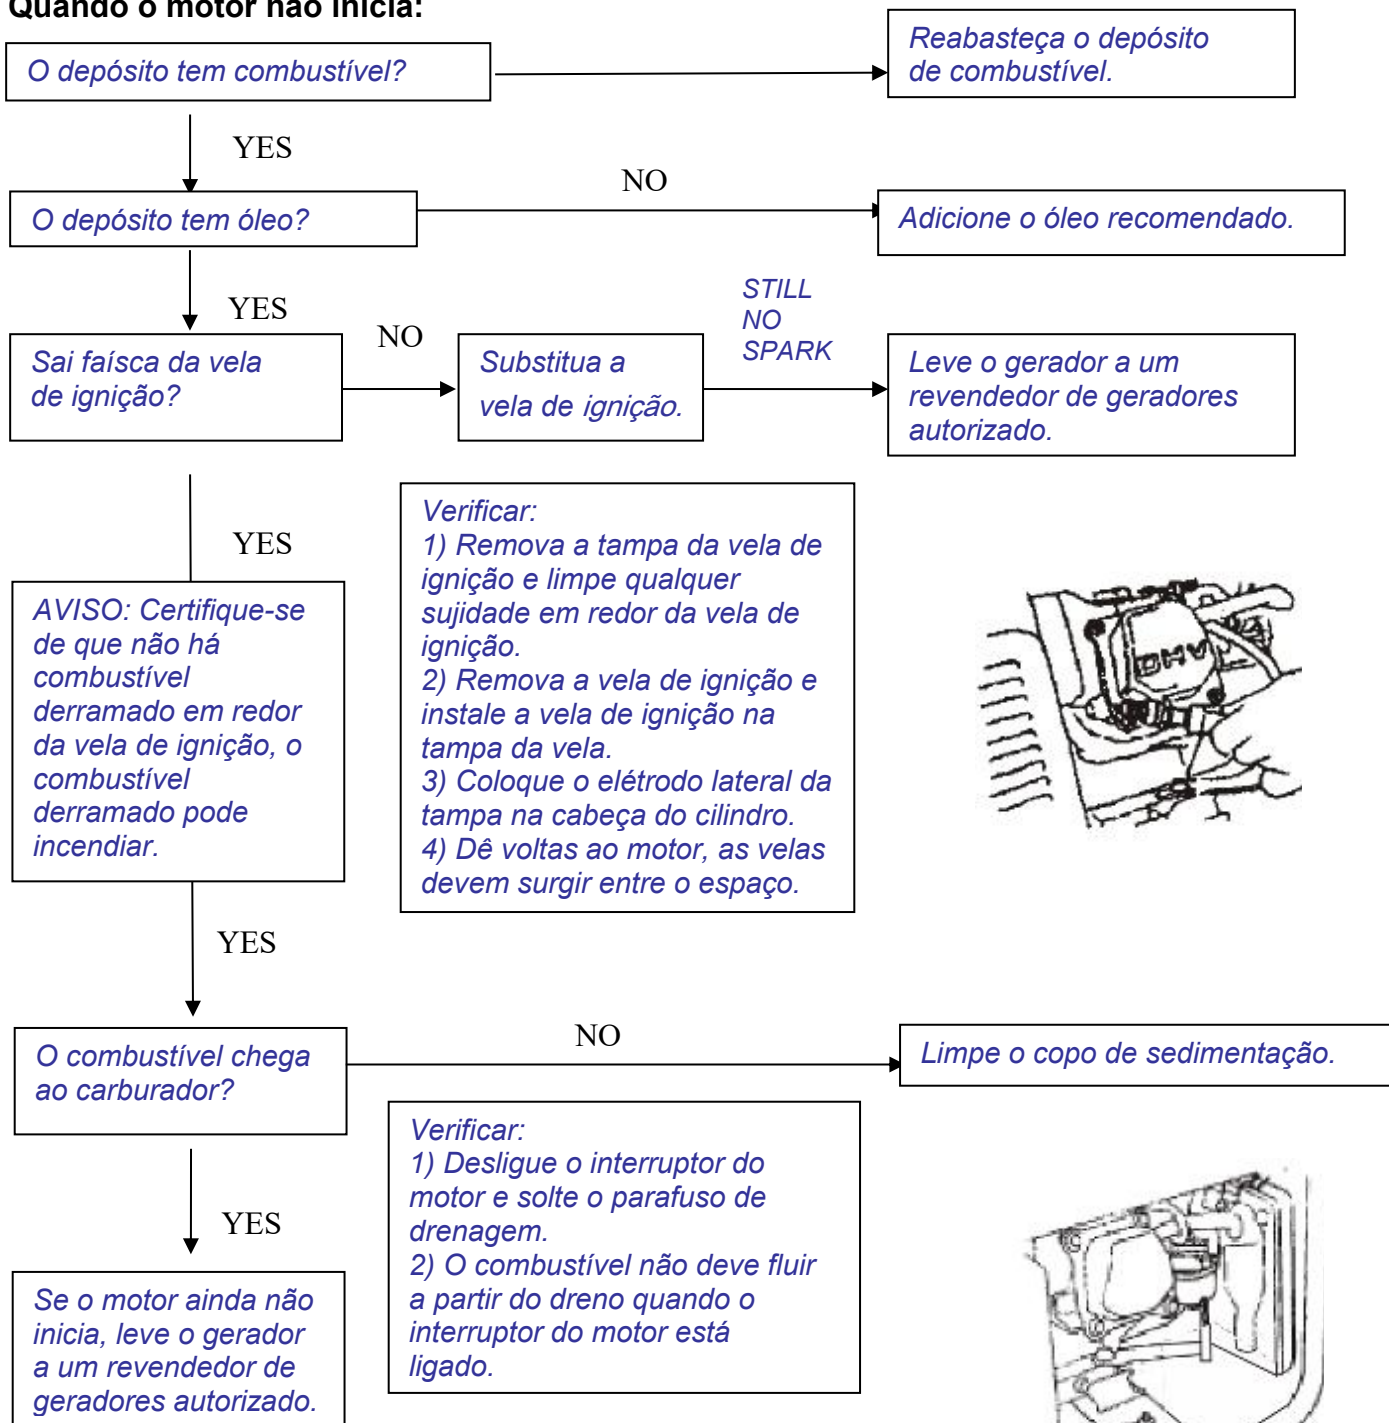 Quando o motor não inicia:
O depósito tem combustível?
Reabasteça o depósito
de combustível.
YES
NO
O depósito tem óleo?
Adicione o óleo recomendado.
YES
NO
STILL
NO
SPARK
Sai faísca da vela
de ignição?
Substitua a
vela de ignição.
Leve o gerador a um
revendedor de geradores
autorizado.
YES
Verificar:
1) Remova a tampa da vela de
ignição e limpe qualquer
sujidade em redor da vela de
ignição.
2) Remova a vela de ignição e
instale a vela de ignição na
tampa da vela.
3) Coloque o elétrodo lateral da
tampa na cabeça do cilindro.
4) Dê voltas ao motor, as velas
devem surgir entre o espaço.
OHV
AVISO: Certifique-se
de que não há
combustível
derramado em redor
da vela de ignição, o
combustível
derramado pode
incendiar.
YES
NO
O combustível chega
ao carburador?
Limpe o copo de sedimentação.
YES
Verificar:
1) Desligue o interruptor do
motor e solte o parafuso de
drenagem.
2) O combustível não deve fluir
a partir do dreno quando o
interruptor do motor está
ligado.
Se o motor ainda não
inicia, leve o gerador
a um revendedor de
geradores autorizado.